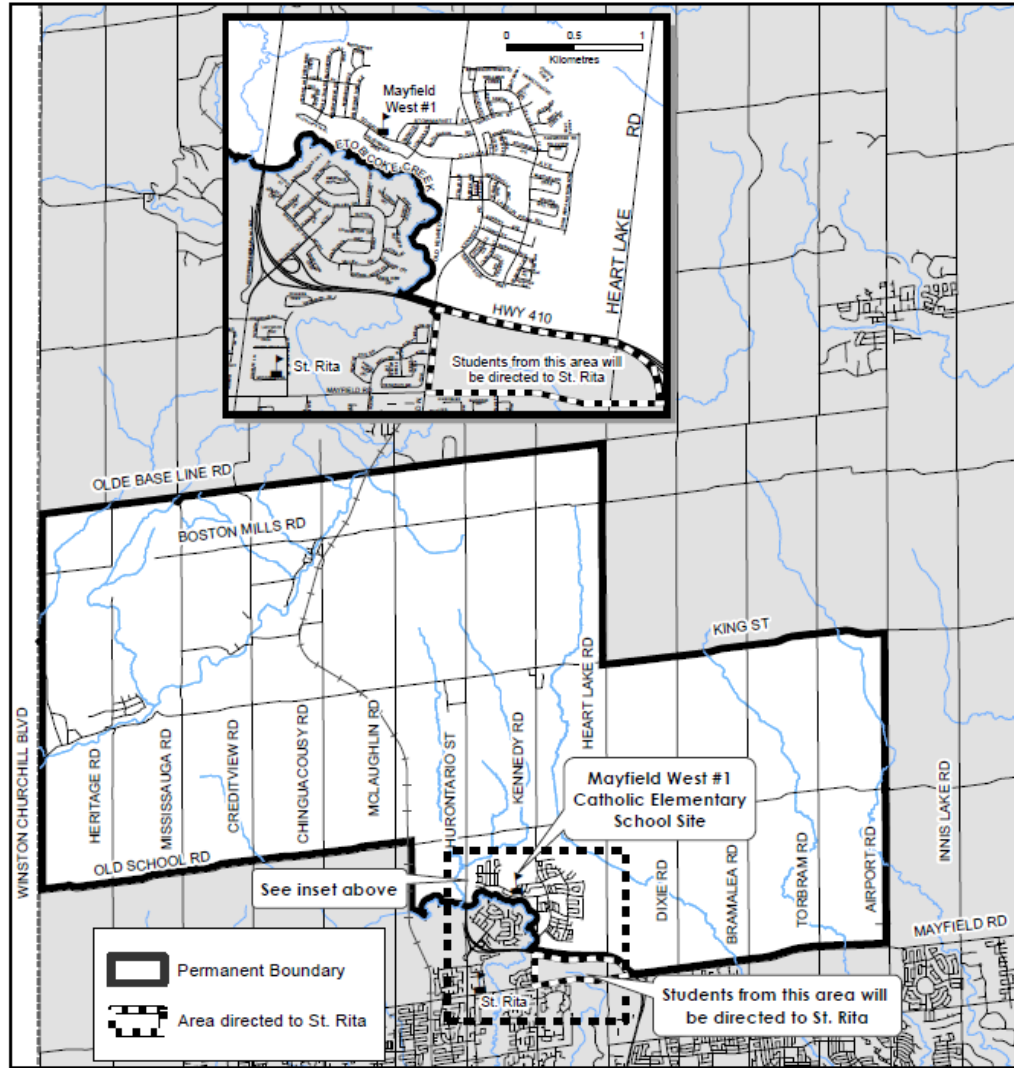 0 0.5 1
Kilometres
Mayfield
West #1
ETOBICOKE CREEK
HEART LAKE RD
HWY 410
St. Rita
Students from this area will
be directed to St. Rita
MAYFIELD RD
OLDE BASE LINE RD
BOSTON MILLS RD
KING ST
WINSTON CHURCHILL BLVD
HERITAGE RD
MISSISSAUGA RD
CREDITVIEW RD
CHINGUACOUSY RD
MCLAUGHLIN RD
HURONTARIO ST
KENNEDY RD
HEART LAKE RD
DIXIE RD
BRAMALEA RD
TORBRAM RD
AIRPORT RD
INNIS LAKE RD
Mayfield West #1
Catholic Elementary
School Site
OLD SCHOOL RD
See inset above
MAYFIELD RD
St. Rita
Students from this area will
be directed to St. Rita
Permanent Boundary
Area directed to St. Rita